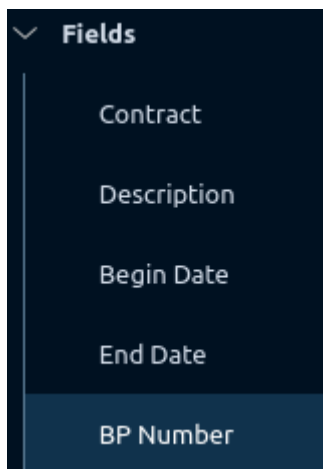 Fields
Contract
Description
Begin Date
End Date
BP Number